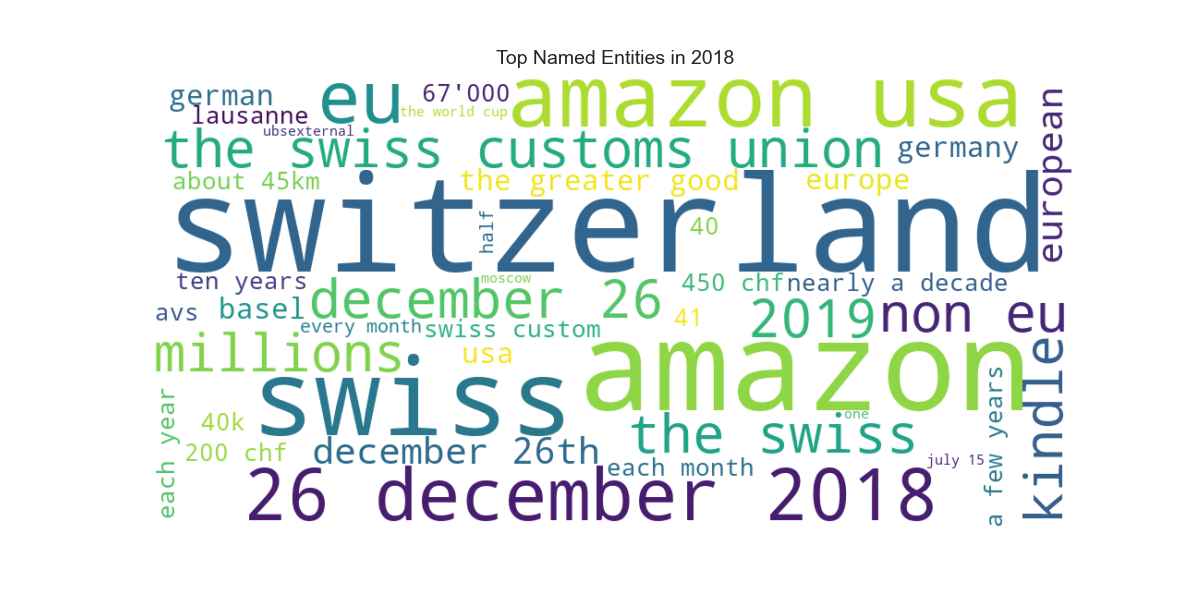 Top Named Entities in 2018
german
eu
67'000
amazon usa
lausanne
the world cup
ubsexternal
the swiss customs union
germany
european
about 45km
the greater good
europe
switzerland
half
40
ten years
moscow
450 chf
nearly a decade
december 26
avs
basel
every month
swiss custom
41
2019
non eu
millions
usa
amazon
kindle
swiss
each year
40k
one
a few years
200 chf
december 26th
the swiss
each month
july 15
26 december 2018